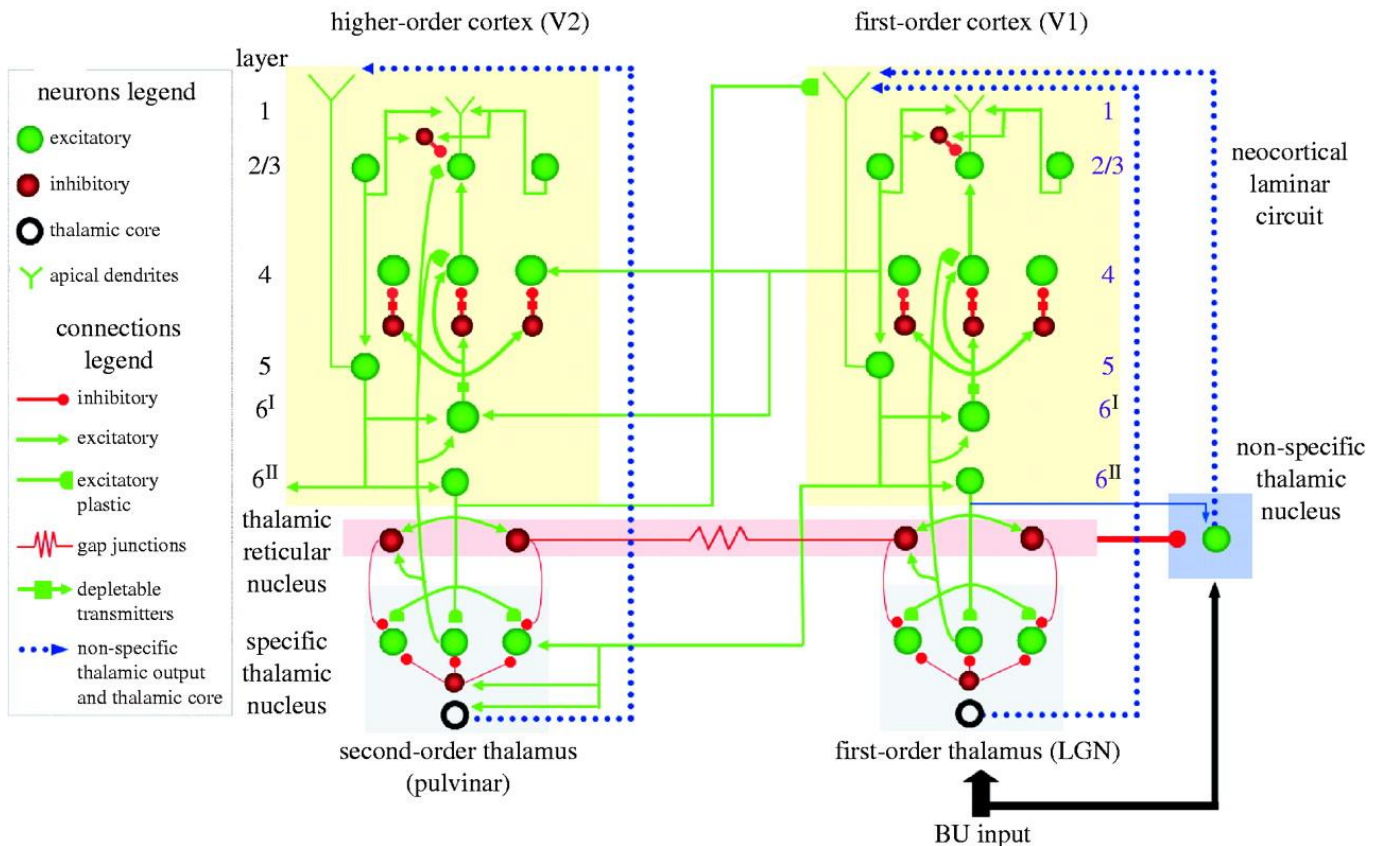 higher-order cortex (V2)
first-order cortex (V1)
layer
neurons legend
excitatory
inhibitory
thalamic core
apical dendrites
connections
legend
inhibitory
excitatory
excitatory
plastic
gap junctions
depletable
transmitters
non-specific
thalamic output
and thalamic core
1
2/3
4
5
6ᴵ
6ᴵᴵ
thalamic
reticular
nucleus
specific
thalamic
nucleus
second-order thalamus
(pulvinar)
1
2/3
4
5
6ᴵ
6ᴵᴵ
neocortical
laminar
circuit
non-specific
thalamic
nucleus
first-order thalamus (LGN)
BU input